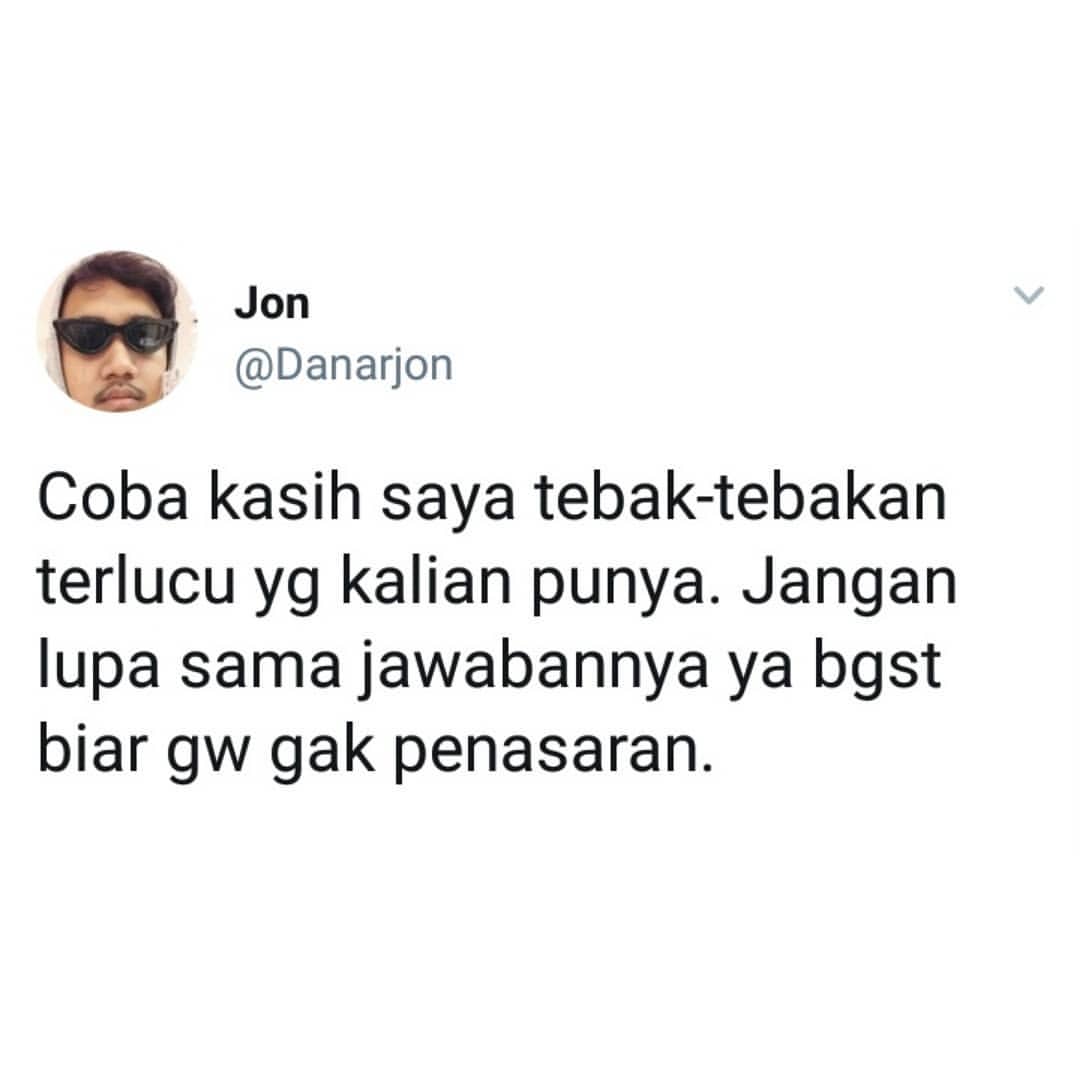 Jon
@Danarjon
Coba kasih saya tebak-tebakan
terlucu yg kalian punya. Jangan
lupa sama jawabannya ya bgst
biar gw gak penasaran.